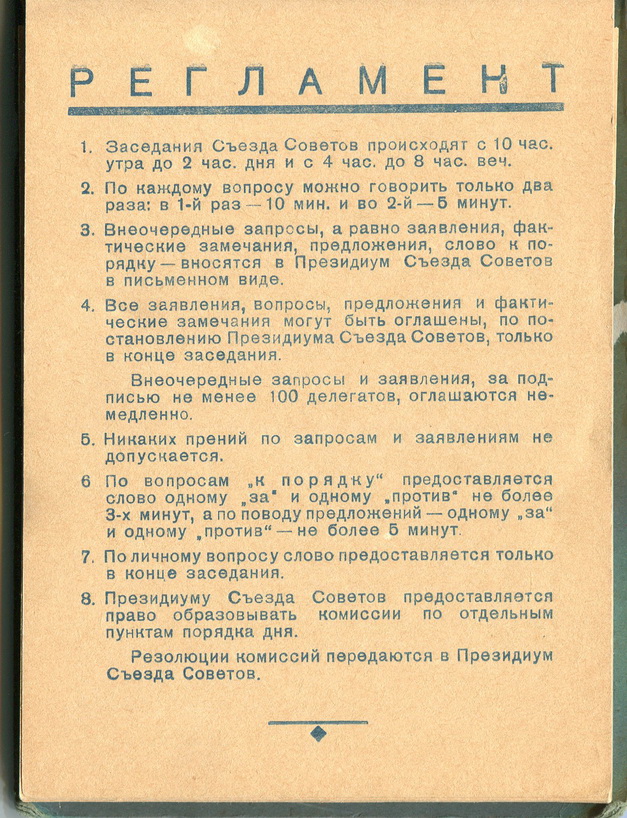 РЕГЛАМЕНТ
1. Заседания Съезда Советов происходят с 10 час.
утра до 2 час. дня и с 4 час. до 8 час. веч.
2. По каждому вопросу можно говорить только два
раза: в 1-й раз — 10 мин. и во 2-й — 5 минут.
3. Внеочередные запросы, а равно заявления, фак-
тические замечания, предложения, слово к по-
рядку — вносятся в Президиум Съезда Советов
в письменном виде.
4. Все заявления, вопросы, предложения и факти-
ческие замечания могут быть оглашены, по по-
становлению Президиума Съезда Советов, только
в конце заседания.
Внеочередные запросы и заявления, за под-
писью не менее 100 делегатов, оглашаются не-
медленно.
5. Никаких прений по запросам и заявлениям не
допускается.
6 По вопросам „к порядку“ предоставляется
слово одному „за“ и одному „против“ не более
3-х минут, а по поводу предложений — одному „за“
и одному „против“ — не более 5 минут.
7. По личному вопросу слово предоставляется только
в конце заседания.
8. Президиуму Съезда Советов предоставляется
право образовывать комиссии по отдельным
пунктам порядка дня.
Резолюции комиссий передаются в Президиум
Съезда Советов.